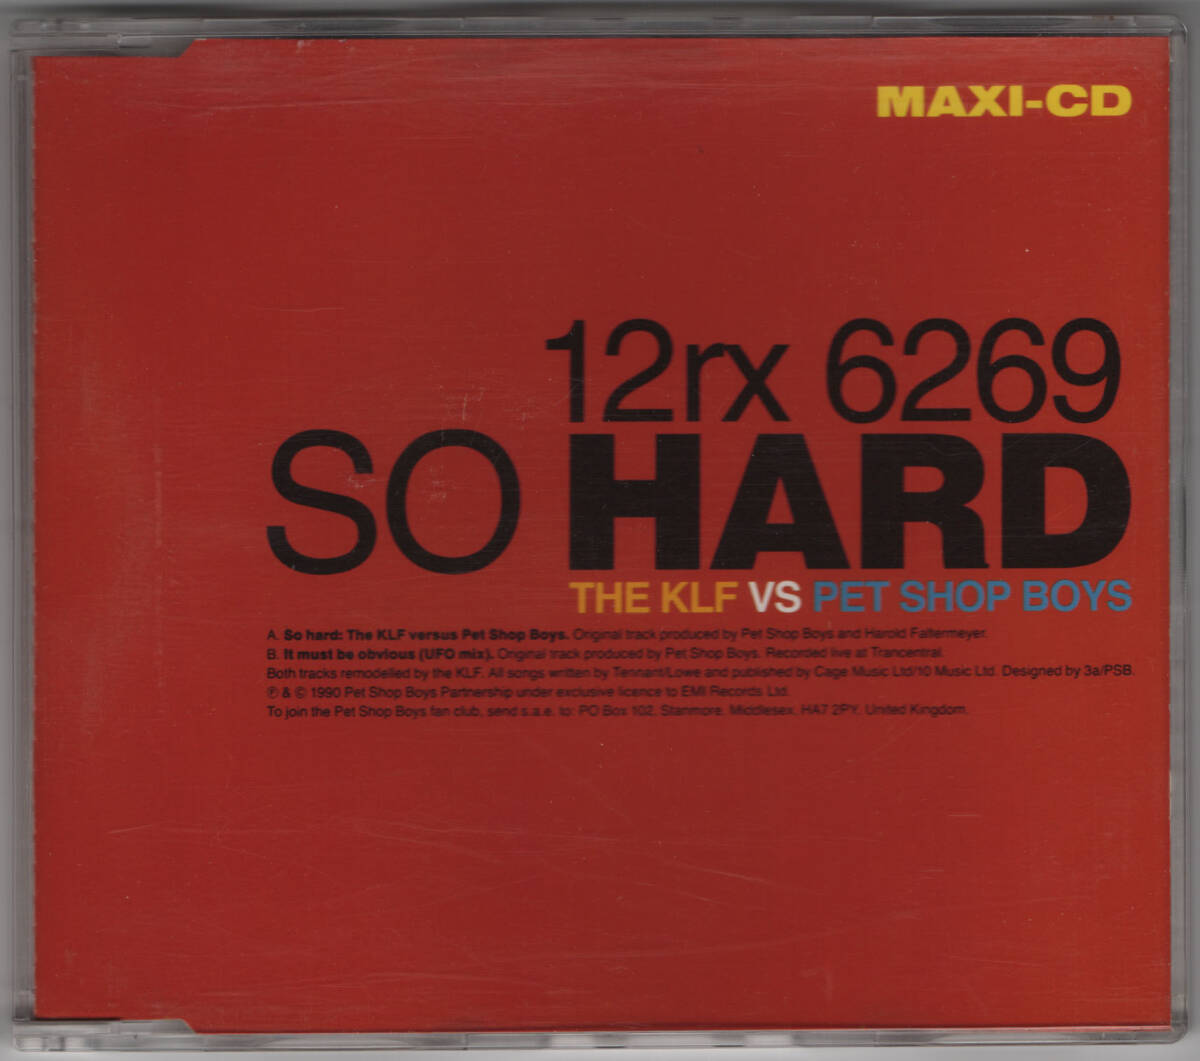 MAXI-CD
12rx 6269
SO HARD
THE KLF VS PET SHOP BOYS
A. So hard: The KLF versus Pet Shop Boys. Original track produced by Pet Shop Boys and Harold Faltermeyer.
B. It must be obvious (UFO mix). Original track produced by Pet Shop Boys. Recorded live at Trancentral.
Both tracks remodelled by the KLF. All songs written by Tennant/Lowe and published by Cage Music Ltd/10 Music Ltd. Designed by 3a/PSB.
℗ & © 1990 Pet Shop Boys Partnership under exclusive licence to EMI Records Ltd.
To join the Pet Shop Boys fan club, send s.a.e. to: PO Box 102, Stanmore, Middlesex, HA7 2PY, United Kingdom.